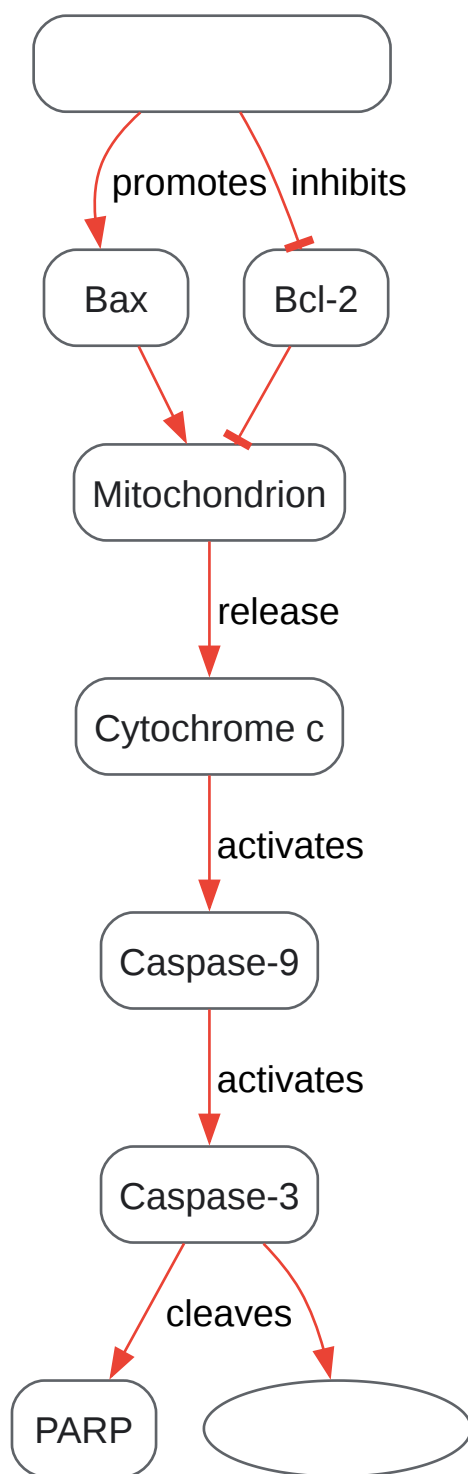 promotes
inhibits
Bax
Bcl-2
Mitochondrion
release
Cytochrome c
activates
Caspase-9
activates
Caspase-3
cleaves
PARP